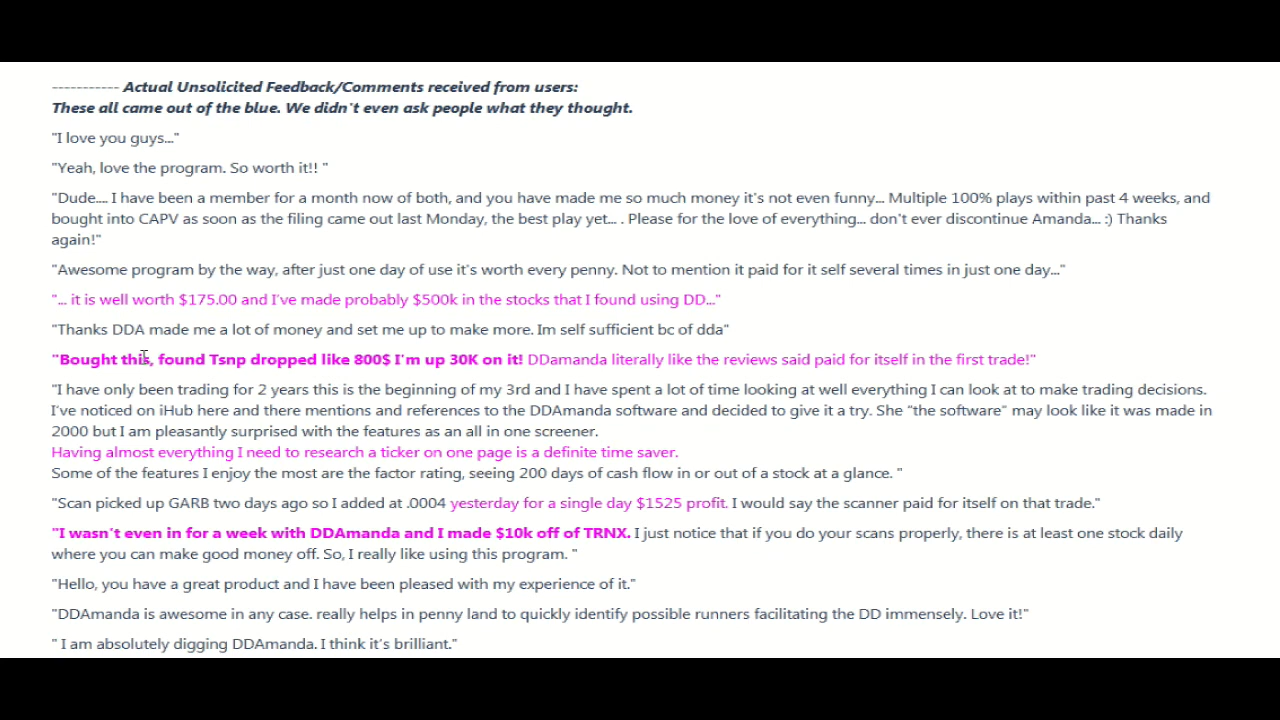 ----------- Actual Unsolicited Feedback/Comments received from users:
These all came out of the blue. We didn't even ask people what they thought.
"I love you guys..."
"Yeah, love the program. So worth it!! "
"Dude.... I have been a member for a month now of both, and you have made me so much money it's not even funny... Multiple 100% plays within past 4 weeks, and
bought into CAPV as soon as the filing came out last Monday, the best play yet... . Please for the love of everything... don't ever discontinue Amanda... :) Thanks
again!"
"Awesome program by the way, after just one day of use it's worth every penny. Not to mention it paid for it self several times in just one day..."
"... it is well worth $175.00 and I've made probably $500k in the stocks that I found using DD..."
"Thanks DDA made me a lot of money and set me up to make more. Im self sufficient bc of dda"
"Bought this, found Tsnp dropped like 800$ I'm up 30K on it! DDamanda literally like the reviews said paid for itself in the first trade!"
"I have only been trading for 2 years this is the beginning of my 3rd and I have spent a lot of time looking at well everything I can look at to make trading decisions.
I've noticed on iHub here and there mentions and references to the DDAmanda software and decided to give it a try. She "the software" may look like it was made in
2000 but I am pleasantly surprised with the features as an all in one screener.
Having almost everything I need to research a ticker on one page is a definite time saver.
Some of the features I enjoy the most are the factor rating, seeing 200 days of cash flow in or out of a stock at a glance. "
"Scan picked up GARB two days ago so I added at .0004 yesterday for a single day $1525 profit. I would say the scanner paid for itself on that trade."
"I wasn't even in for a week with DDAmanda and I made $10k off of TRNX. I just notice that if you do your scans properly, there is at least one stock daily
where you can make good money off. So, I really like using this program. "
"Hello, you have a great product and I have been pleased with my experience of it."
"DDAmanda is awesome in any case. really helps in penny land to quickly identify possible runners facilitating the DD immensely. Love it!"
" I am absolutely digging DDAmanda. I think it's brilliant."